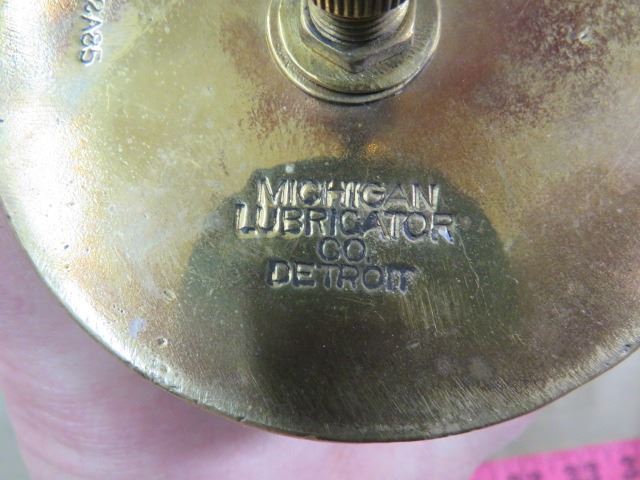 MICHIGAN
LUBRICATOR
CO.
DETROIT